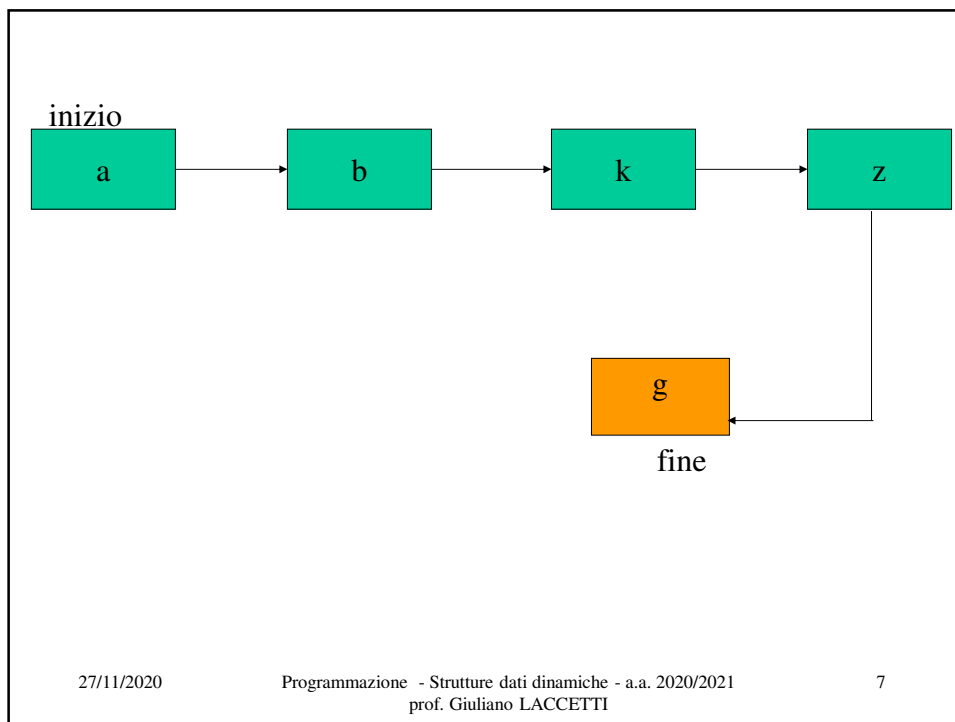 inizio
a b k z
g
fine
27/11/2020 Programmazione - Strutture dati dinamiche - a.a. 2020/2021 7
prof. Giuliano LACCETTI